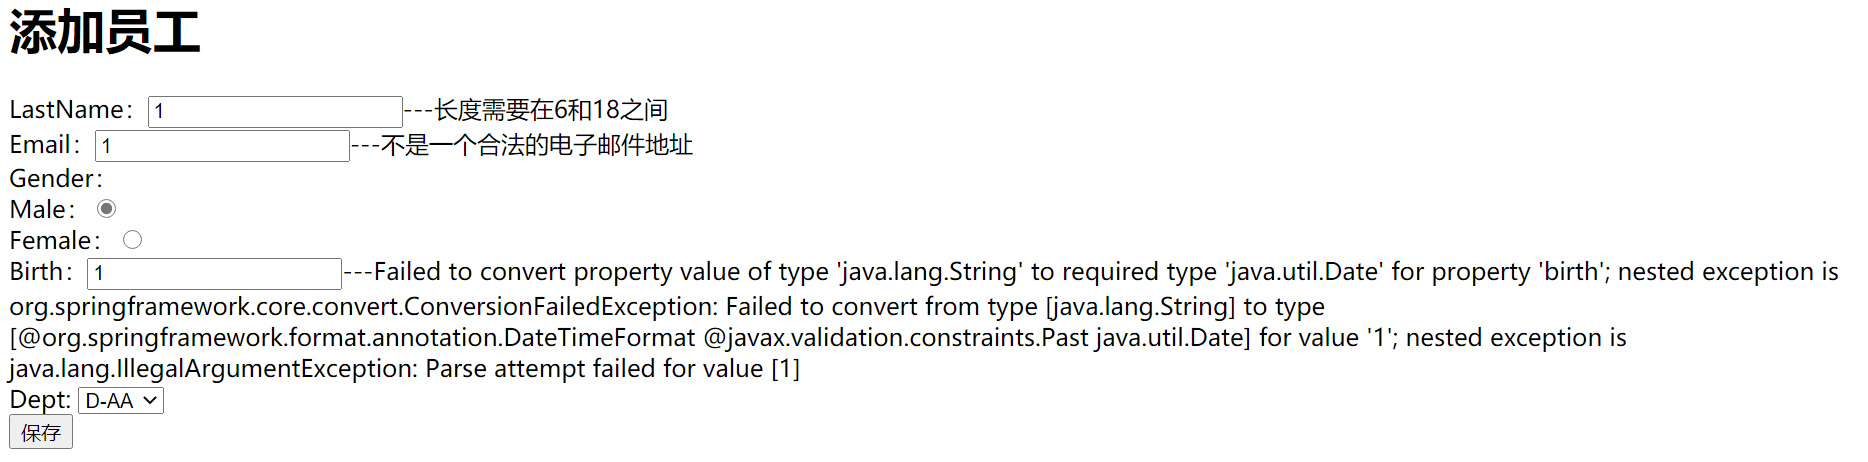 添加员工
LastName： 1---长度需要在6和18之间
Email： 1---不是一个合法的电子邮件地址
Gender：
Male：
Female：
Birth： 1---Failed to convert property value of type 'java.lang.String' to required type 'java.util.Date' for property 'birth'; nested exception is
org.springframework.core.convert.ConversionFailedException: Failed to convert from type [java.lang.String] to type
[@org.springframework.format.annotation.DateTimeFormat @javax.validation.constraints.Past java.util.Date] for value '1'; nested exception is
java.lang.IllegalArgumentException: Parse attempt failed for value [1]
Dept: D-AA
保存